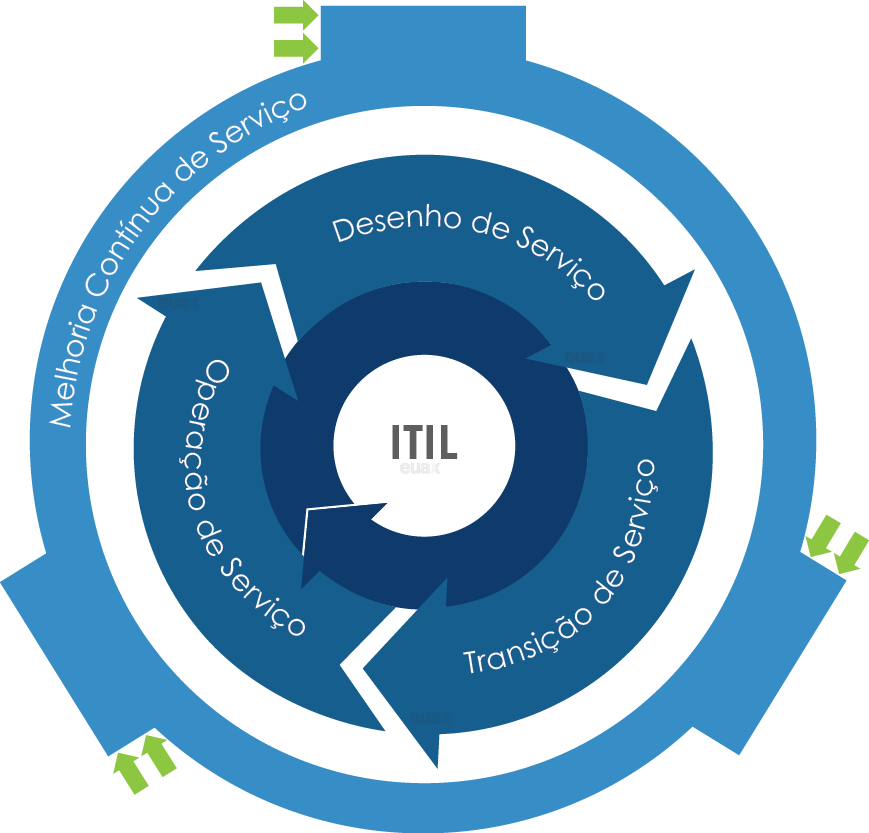 Melhoria Contínua de Serviço
Desenho de Serviço
Operação de Serviço
ITIL
euax
Transição de Serviço
euax
euax
euax